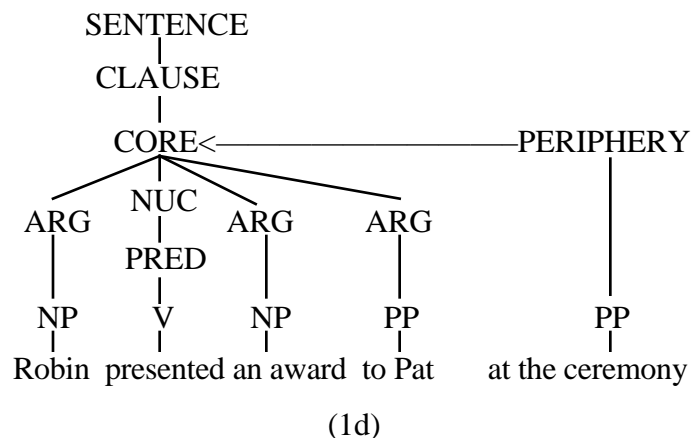 SENTENCE
CLAUSE
CORE< PERIPHERY
NUC
ARG ARG ARG
PRED
NP V NP PP PP
Robin presented an award to Pat at the ceremony
(1d)